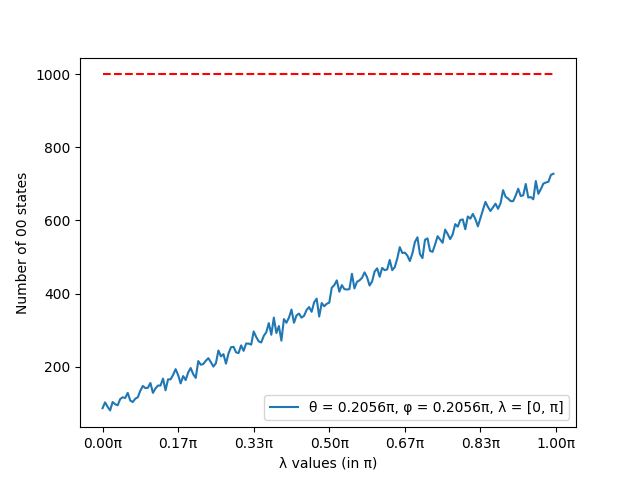 1000
800
600
400
200
Number of 00 states
θ = 0.2056π, φ = 0.2056π, λ = [0, π]
0.00π 0.17π 0.33π 0.50π 0.67π 0.83π 1.00π
λ values (in π)